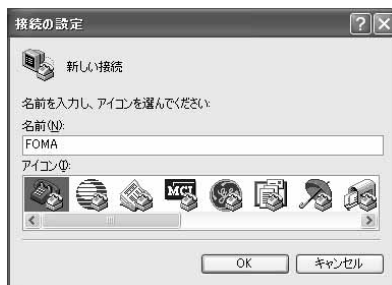 接続の設定
新しい接続
名前を入力し、アイコンを選んでください:
名前(N):
FOMA
アイコン(I):
MCI
OK キャンセル